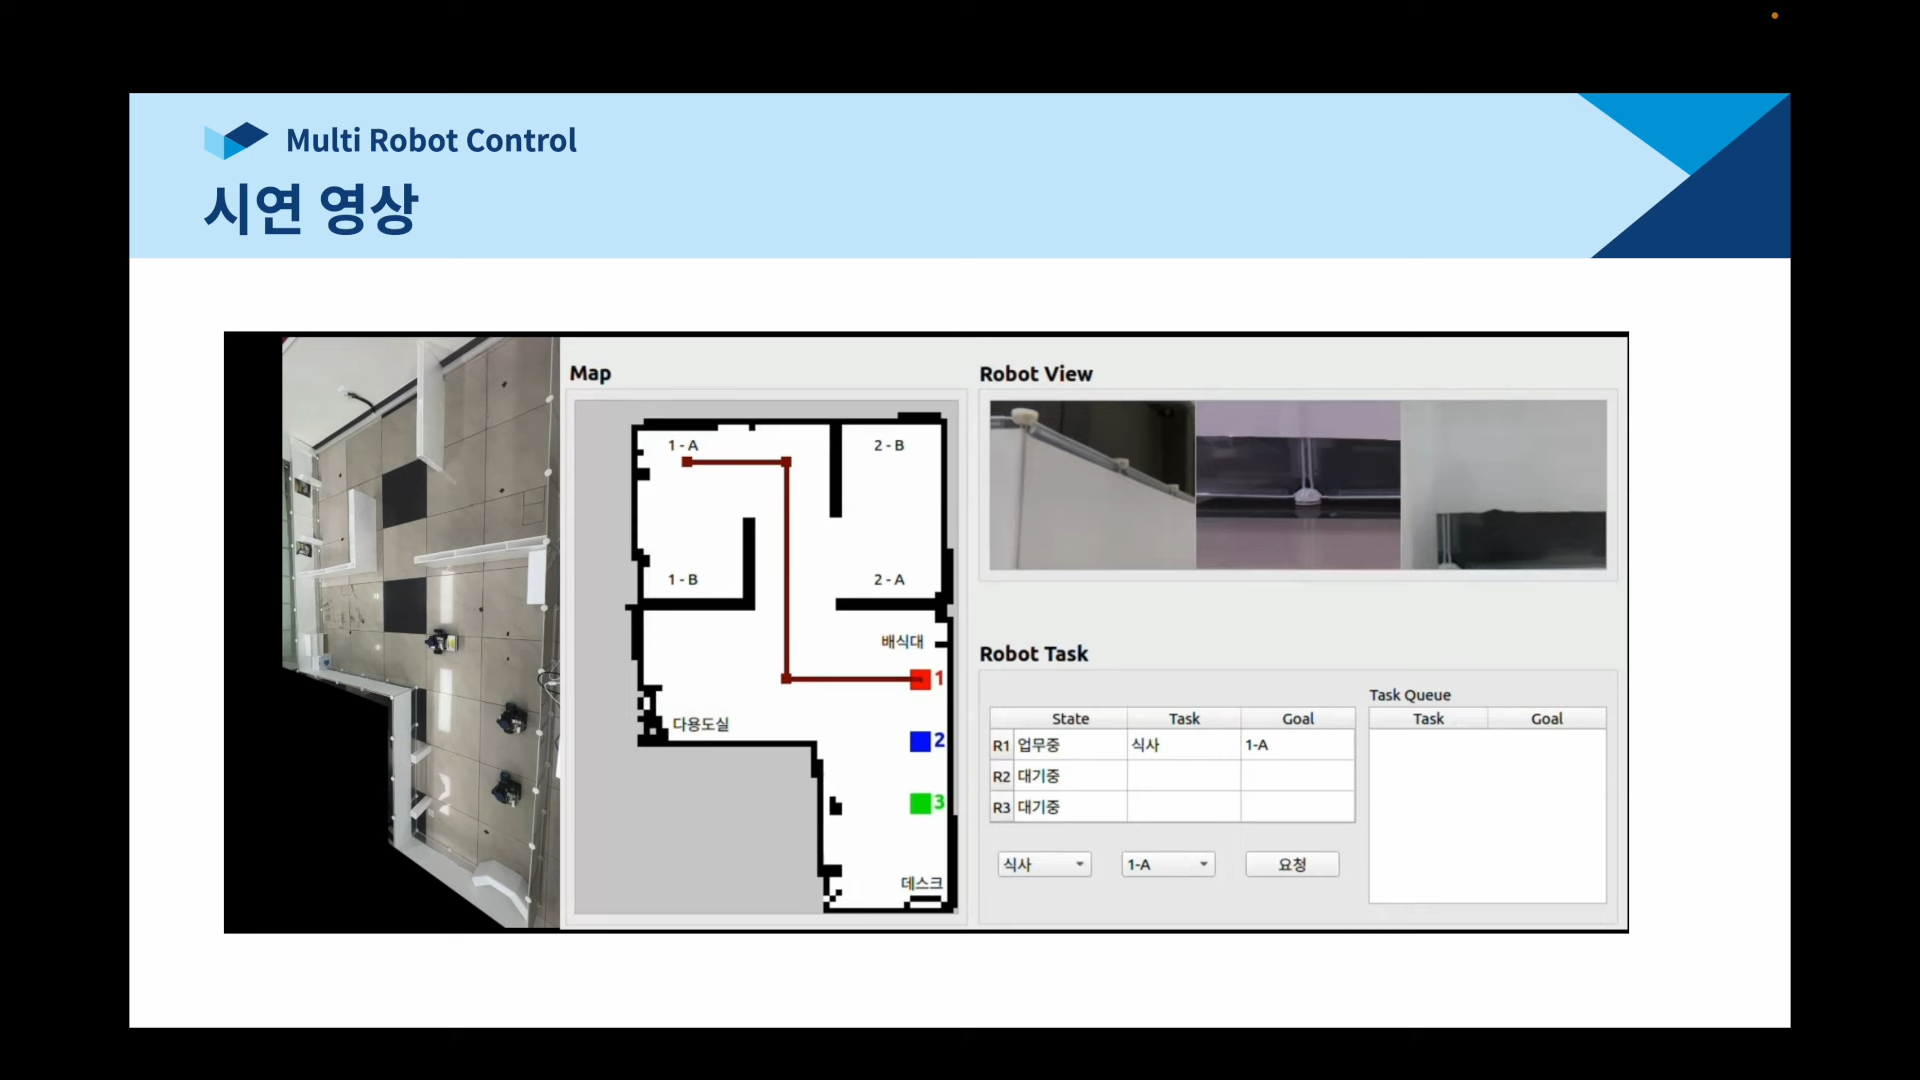 Multi Robot Control
시연 영상
Map
1 - A
2 - B
1 - B
2 - A
배식대
1
다용도실
2
3
데스크
Robot View
Robot Task
State Task Goal
R1 업무중 식사 1-A
R2 대기중
R3 대기중
식사 1-A 요청
Task Queue
Task Goal